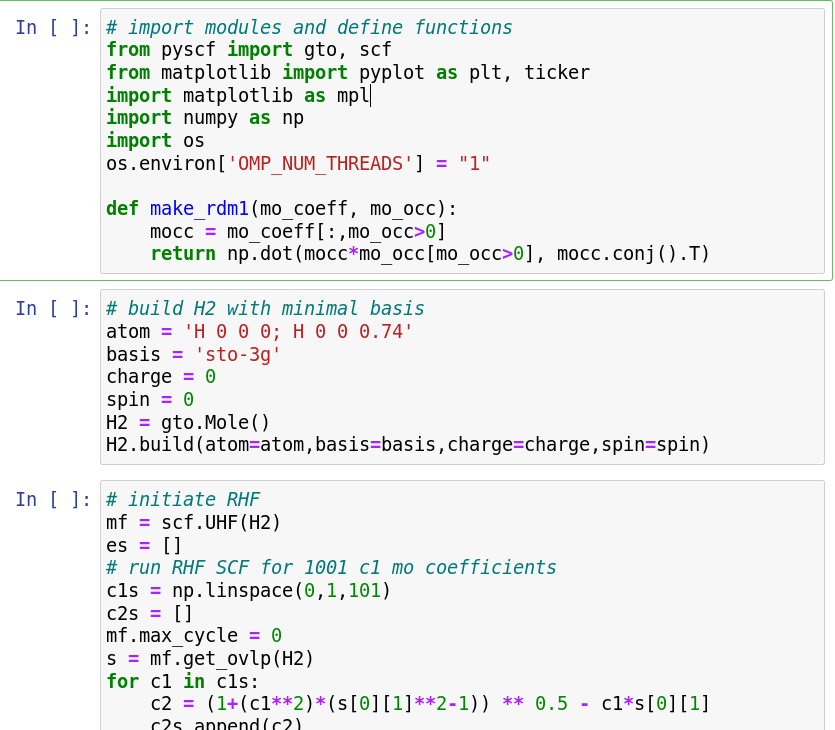 In [ ]: # import modules and define functions
from pyscf import gto, scf
from matplotlib import pyplot as plt, ticker
import matplotlib as mpl
import numpy as np
import os
os.environ['OMP_NUM_THREADS'] = "1"
def make_rdm1(mo_coeff, mo_occ):
    mocc = mo_coeff[:,mo_occ>0]
    return np.dot(mocc*mo_occ[mo_occ>0], mocc.conj().T)
In [ ]: # build H2 with minimal basis
atom = 'H 0 0 0; H 0 0 0.74'
basis = 'sto-3g'
charge = 0
spin = 0
H2 = gto.Mole()
H2.build(atom=atom,basis=basis,charge=charge,spin=spin)
In [ ]: # initiate RHF
mf = scf.UHF(H2)
es = []
# run RHF SCF for 1001 c1 mo coefficients
c1s = np.linspace(0,1,101)
c2s = []
mf.max_cycle = 0
s = mf.get_ovlp(H2)
for c1 in c1s:
    c2 = (1+(c1**2)*(s[0][1]**2-1)) ** 0.5 - c1*s[0][1]
    c2s.append(c2)